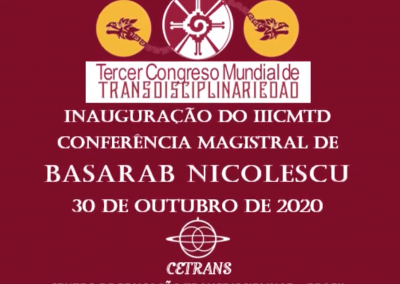 Tercer Congreso Mundial de
TRANSDISCIPLINARIEDAD
INAUGURAÇÃO DO IIICMTD
CONFERÊNCIA MAGISTRAL DE
BASARAB NICOLESCU
30 DE OUTUBRO DE 2020
CETRANS